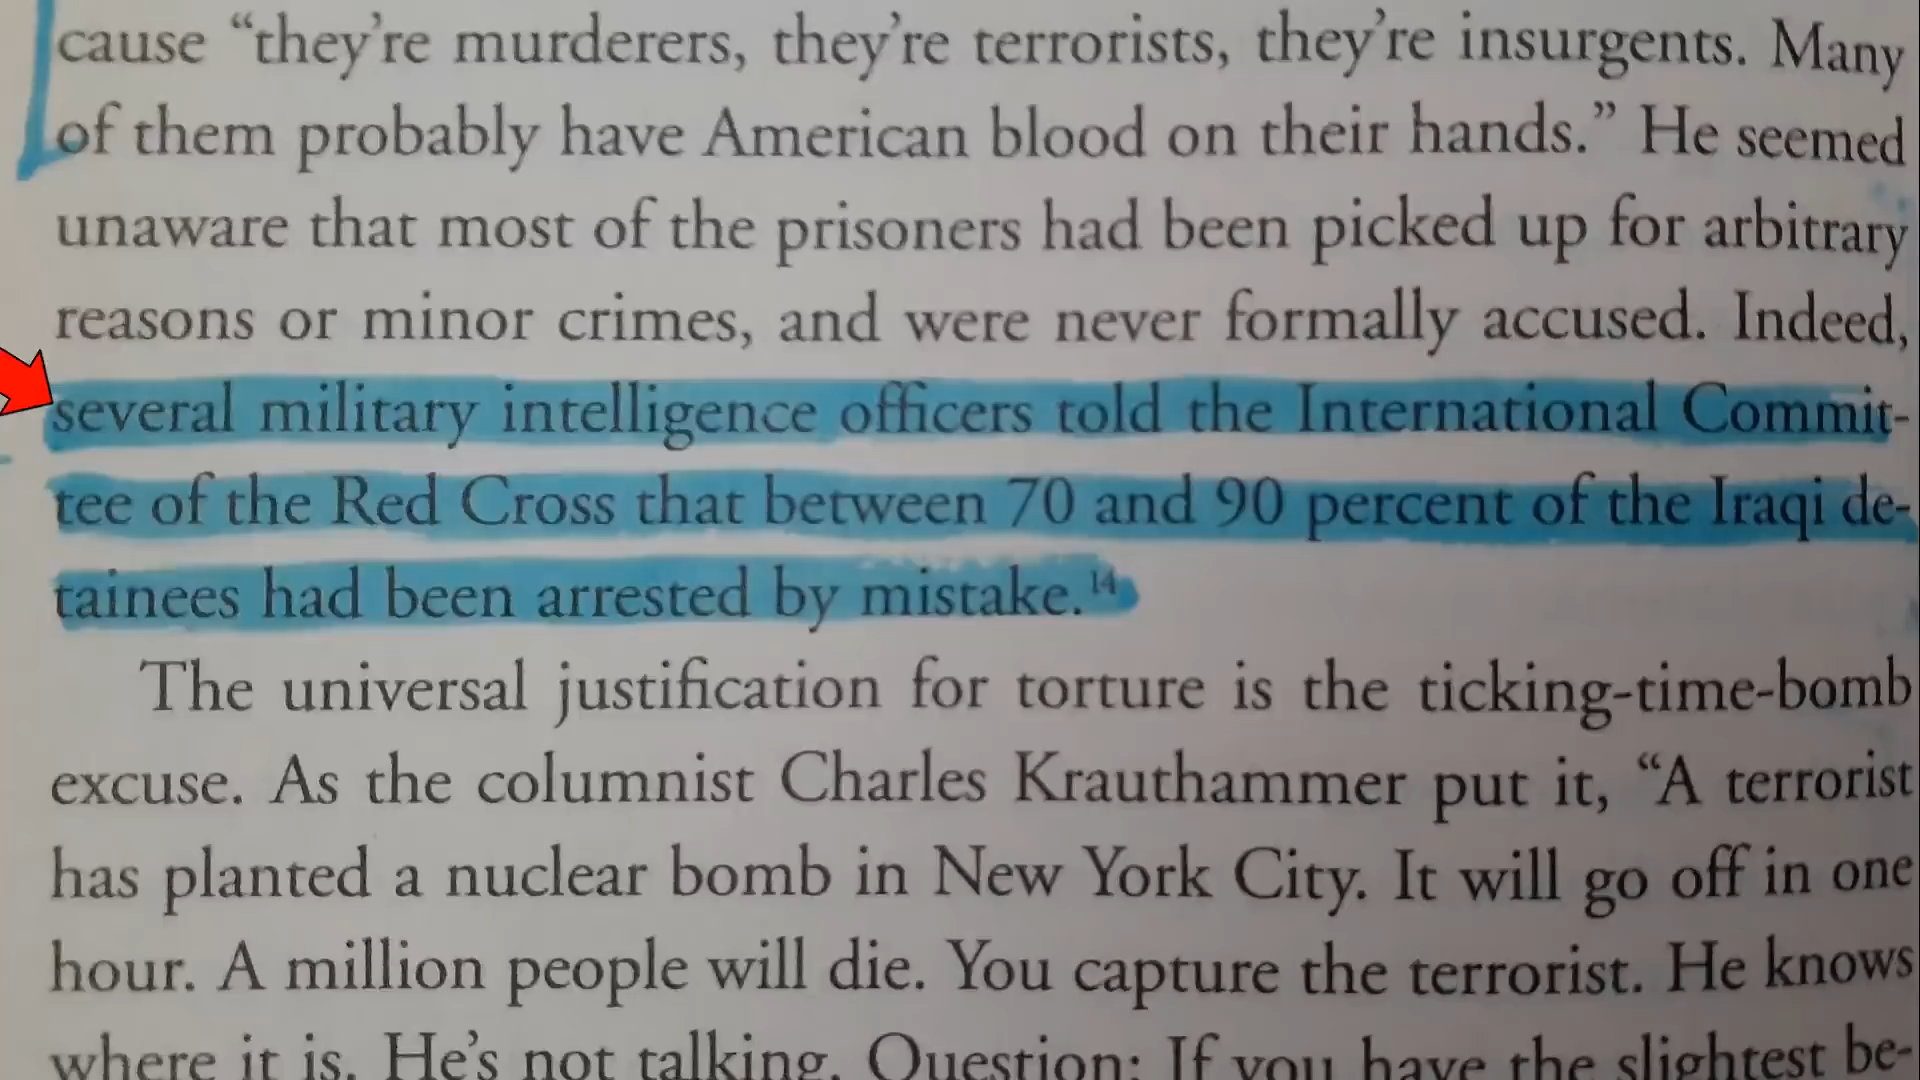 cause “they’re murderers, they’re terrorists, they’re insurgents. Many
of them probably have American blood on their hands.” He seemed
unaware that most of the prisoners had been picked up for arbitrary
reasons or minor crimes, and were never formally accused. Indeed,
several military intelligence officers told the International Commit-
tee of the Red Cross that between 70 and 90 percent of the Iraqi de-
tainees had been arrested by mistake.14
The universal justification for torture is the ticking-time-bomb
excuse. As the columnist Charles Krauthammer put it, “A terrorist
has planted a nuclear bomb in New York City. It will go off in one
hour. A million people will die. You capture the terrorist. He knows
where it is. He’s not talking. Question: If you have the slightest be-